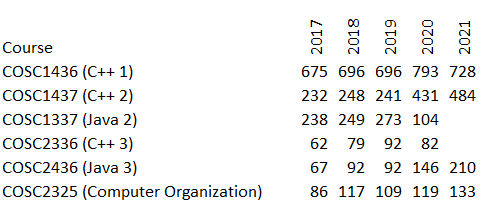 Course 2017 2018 2019 2020 2021
COSC1436 (C++ 1) 675 696 696 793 728
COSC1437 (C++ 2) 232 248 241 431 484
COSC1337 (Java 2) 238 249 273 104
COSC2336 (C++ 3) 62 79 92 82
COSC2436 (Java 3) 67 92 92 146 210
COSC2325 (Computer Organization) 86 117 109 119 133